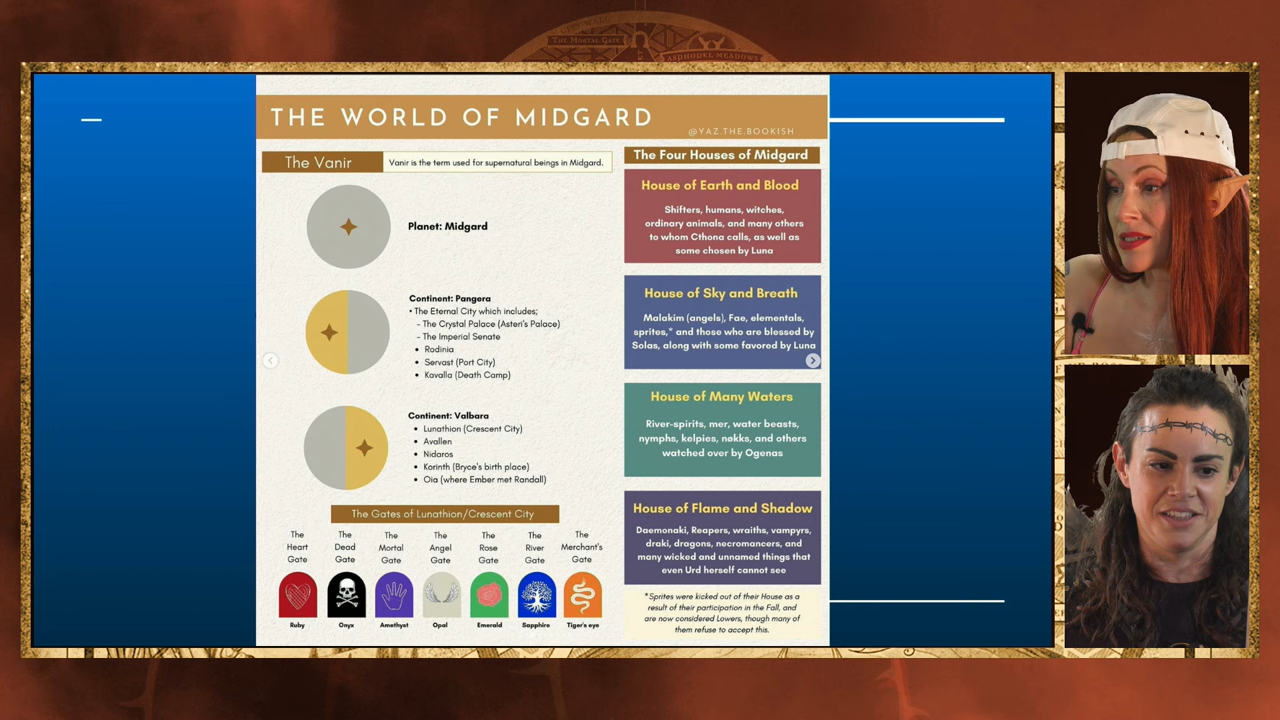 THE MORTAL GATE
ASPHODEL MEADOWS
THE WORLD OF MIDGARD
@YAZ.THE.BOOKISH
The Vanir
Vanir is the term used for supernatural beings in Midgard.
Planet: Midgard
Continent: Pangera
• The Eternal City which includes;
- The Crystal Palace (Asteri's Palace)
- The Imperial Senate
• Rodinia
• Servast (Port City)
• Kavalla (Death Camp)
Continent: Valbara
• Lunathion (Crescent City)
• Avallen
• Nidaros
• Korinth (Bryce's birth place)
• Oia (where Ember met Randall)
The Gates of Lunathion/Crescent City
The Heart Gate
The Dead Gate
The Mortal Gate
The Angel Gate
The Rose Gate
The River Gate
The Merchant's Gate
Ruby
Onyx
Amethyst
Opal
Emerald
Sapphire
Tiger's eye
The Four Houses of Midgard
House of Earth and Blood
Shifters, humans, witches,
ordinary animals, and many others
to whom Cthona calls, as well as
some chosen by Luna
House of Sky and Breath
Malakim (angels), Fae, elementals,
sprites,* and those who are blessed by
Solas, along with some favored by Luna
House of Many Waters
River-spirits, mer, water beasts,
nymphs, kelpies, nøkks, and others
watched over by Ogenas
House of Flame and Shadow
Daemonaki, Reapers, wraiths, vampyrs,
draki, dragons, necromancers, and
many wicked and unnamed things that
even Urd herself cannot see
*Sprites were kicked out of their House as a
result of their participation in the Fall, and
are now considered Lowers, though many of
them refuse to accept this.